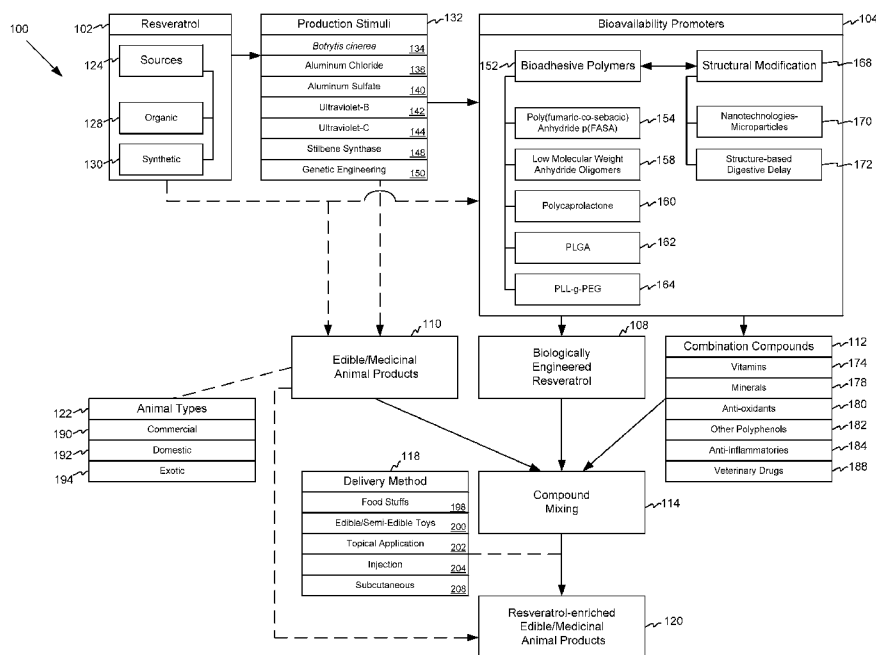 100
102
Resveratrol
124
Sources
128
Organic
130
Synthetic
Production Stimuli
132
Botrytis cinerea
134
Aluminum Chloride
138
Aluminum Sulfate
140
Ultraviolet-B
142
Ultraviolet-C
144
Stilbene Synthase
148
Genetic Engineering
150
Bioavailability Promoters
104
152
Bioadhesive Polymers
Structural Modification
168
Poly(fumaric-co-sebacic)
Anhydride p(FASA)
154
Nanotechnologies-
Microparticles
170
Low Molecular Weight
Anhydride Oligomers
158
Structure-based
Digestive Delay
172
Polycaprolactone
160
PLGA
162
PLL-g-PEG
164
110
Edible/Medicinal
Animal Products
108
Biologically
Engineered
Resveratrol
112
Combination Compounds
Vitamins
174
Minerals
178
Anti-oxidants
180
Other Polyphenols
182
Anti-inflammatories
184
Veterinary Drugs
188
122
Animal Types
190
Commercial
192
Domestic
194
Exotic
118
Delivery Method
Food Stuffs
198
Edible/Semi-Edible Toys
200
Topical Application
202
Injection
204
Subcutaneous
208
Compound
Mixing
114
Resveratrol-enriched
Edible/Medicinal
Animal Products
120